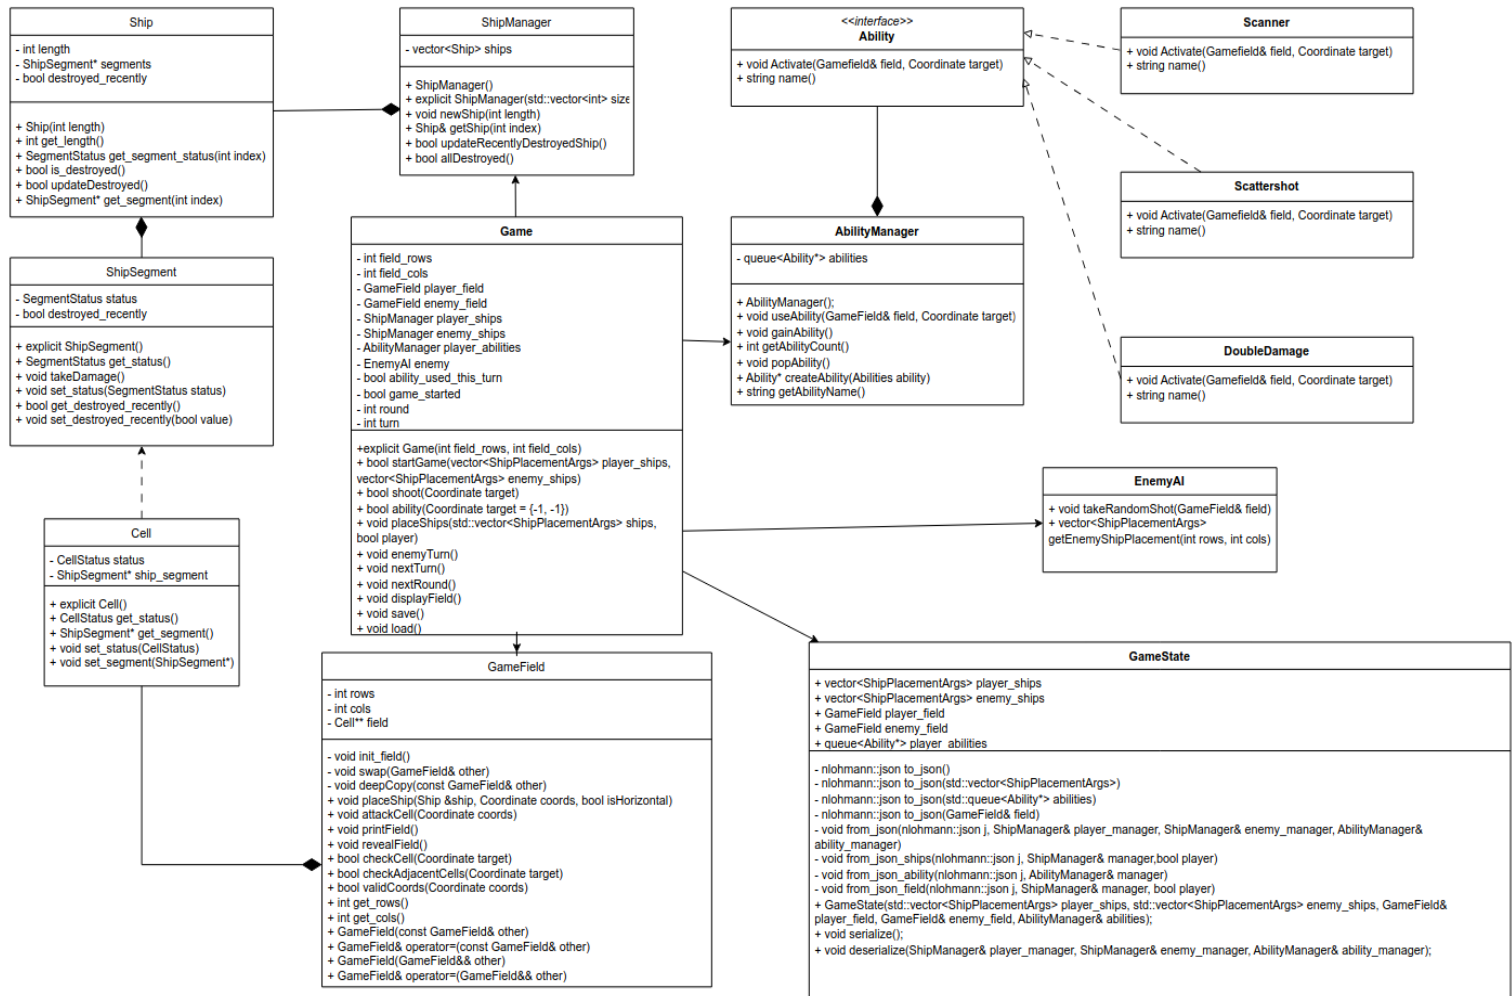 Ship
- int length
- ShipSegment* segments
- bool destroyed_recently
+ Ship(int length)
+ int get_length()
+ SegmentStatus get_segment_status(int index)
+ bool is_destroyed()
+ bool updateDestroyed()
+ ShipSegment* get_segment(int index)
ShipManager
- vector<Ship> ships
+ ShipManager()
+ explicit ShipManager(std::vector<int> size
+ void newShip(int length)
+ Ship& getShip(int index)
+ bool updateRecentlyDestroyedShip()
+ bool allDestroyed()
<<interface>>
Ability
+ void Activate(Gamefield& field, Coordinate target)
+ string name()
Scanner
+ void Activate(Gamefield& field, Coordinate target)
+ string name()
Scattershot
+ void Activate(Gamefield& field, Coordinate target)
+ string name()
DoubleDamage
+ void Activate(Gamefield& field, Coordinate target)
+ string name()
ShipSegment
- SegmentStatus status
- bool destroyed_recently
+ explicit ShipSegment()
+ SegmentStatus get_status()
+ void takeDamage()
+ void set_status(SegmentStatus status)
+ bool get_destroyed_recently()
+ void set_destroyed_recently(bool value)
Game
- int field_rows
- int field_cols
- GameField player_field
- GameField enemy_field
- ShipManager player_ships
- ShipManager enemy_ships
- AbilityManager player_abilities
- EnemyAI enemy
- bool ability_used_this_turn
- bool game_started
- int round
- int turn
+explicit Game(int field_rows, int field_cols)
+ bool startGame(vector<ShipPlacementArgs> player_ships,
vector<ShipPlacementArgs> enemy_ships)
+ bool shoot(Coordinate target)
+ bool ability(Coordinate target = {-1, -1})
+ void placeShips(std::vector<ShipPlacementArgs> ships,
bool player)
+ void enemyTurn()
+ void nextTurn()
+ void nextRound()
+ void displayField()
+ void save()
+ void load()
AbilityManager
- queue<Ability*> abilities
+ AbilityManager();
+ void useAbility(GameField& field, Coordinate target)
+ void gainAbility()
+ int getAbilityCount()
+ void popAbility()
+ Ability* createAbility(Abilities ability)
+ string getAbilityName()
EnemyAI
+ void takeRandomShot(GameField& field)
+ vector<ShipPlacementArgs>
getEnemyShipPlacement(int rows, int cols)
Cell
- CellStatus status
- ShipSegment* ship_segment
+ explicit Cell()
+ CellStatus get_status()
+ ShipSegment* get_segment()
+ void set_status(CellStatus)
+ void set_segment(ShipSegment*)
GameField
- int rows
- int cols
- Cell** field
- void init_field()
- void swap(GameField& other)
- void deepCopy(const GameField& other)
+ void placeShip(Ship &ship, Coordinate coords, bool isHorizontal)
+ void attackCell(Coordinate coords)
+ void printField()
+ void revealField()
+ bool checkCell(Coordinate target)
+ bool checkAdjacentCells(Coordinate target)
+ bool validCoords(Coordinate coords)
+ int get_rows()
+ int get_cols()
+ GameField(const GameField& other)
+ GameField& operator=(const GameField& other)
+ GameField(GameField&& other)
+ GameField& operator=(GameField&& other)
GameState
+ vector<ShipPlacementArgs> player_ships
+ vector<ShipPlacementArgs> enemy_ships
+ GameField player_field
+ GameField enemy_field
+ queue<Ability*> player_abilities
- nlohmann::json to_json()
- nlohmann::json to_json(std::vector<ShipPlacementArgs>)
- nlohmann::json to_json(std::queue<Ability*> abilities)
- nlohmann::json to_json(GameField& field)
- void from_json(nlohmann::json j, ShipManager& player_manager, ShipManager& enemy_manager, AbilityManager&
ability_manager)
- void from_json_ships(nlohmann::json j, ShipManager& manager,bool player)
- void from_json_ability(nlohmann::json j, AbilityManager& manager)
- void from_json_field(nlohmann::json j, ShipManager& manager, bool player)
+ GameState(std::vector<ShipPlacementArgs> player_ships, std::vector<ShipPlacementArgs> enemy_ships, GameField&
player_field, GameField& enemy_field, AbilityManager& abilities);
+ void serialize();
+ void deserialize(ShipManager& player_manager, ShipManager& enemy_manager, AbilityManager& ability_manager);